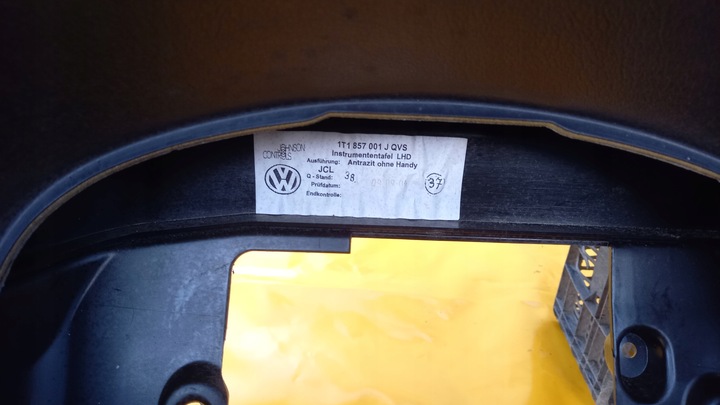 JOHNSON
CONTROLS
1T1 857 001 J QVS
Instrumententafel LHD
Ausführung: Antrazit ohne Handy
JCL
Q - Stand: 38.
Prüfdatum:
Endkontrolle:
37